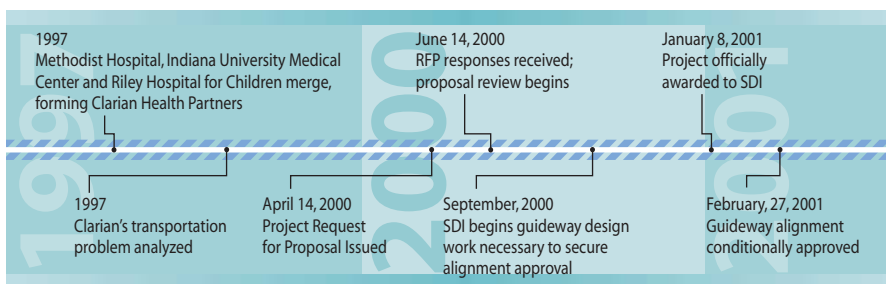 1997
2000
2001
1997
Methodist Hospital, Indiana University Medical
Center and Riley Hospital for Children merge,
forming Clarian Health Partners
June 14, 2000
RFP responses received;
proposal review begins
January 8, 2001
Project officially
awarded to SDI
1997
Clarian's transportation
problem analyzed
April 14, 2000
Project Request
for Proposal Issued
September, 2000
SDI begins guideway design
work necessary to secure
alignment approval
February, 27, 2001
Guideway alignment
conditionally approved